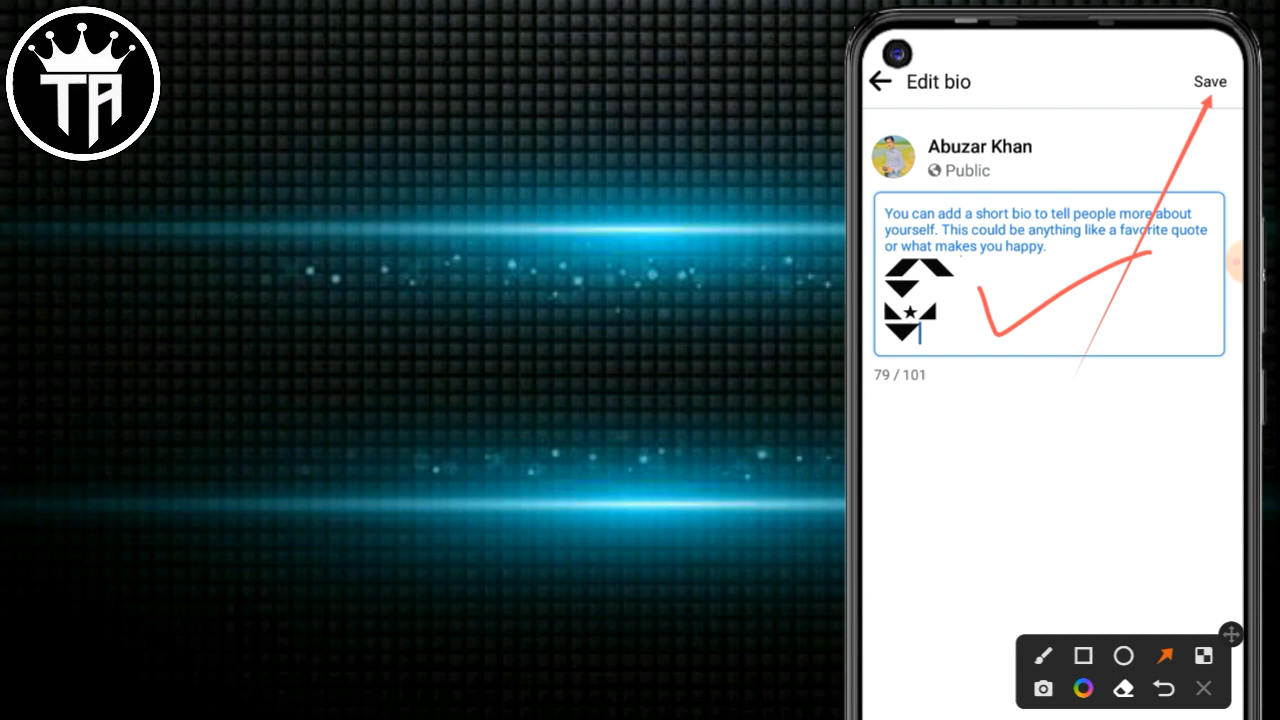 TA
Edit bio
Save
Abuzar Khan
Public
You can add a short bio to tell people more about
yourself. This could be anything like a favorite quote
or what makes you happy.
79 / 101